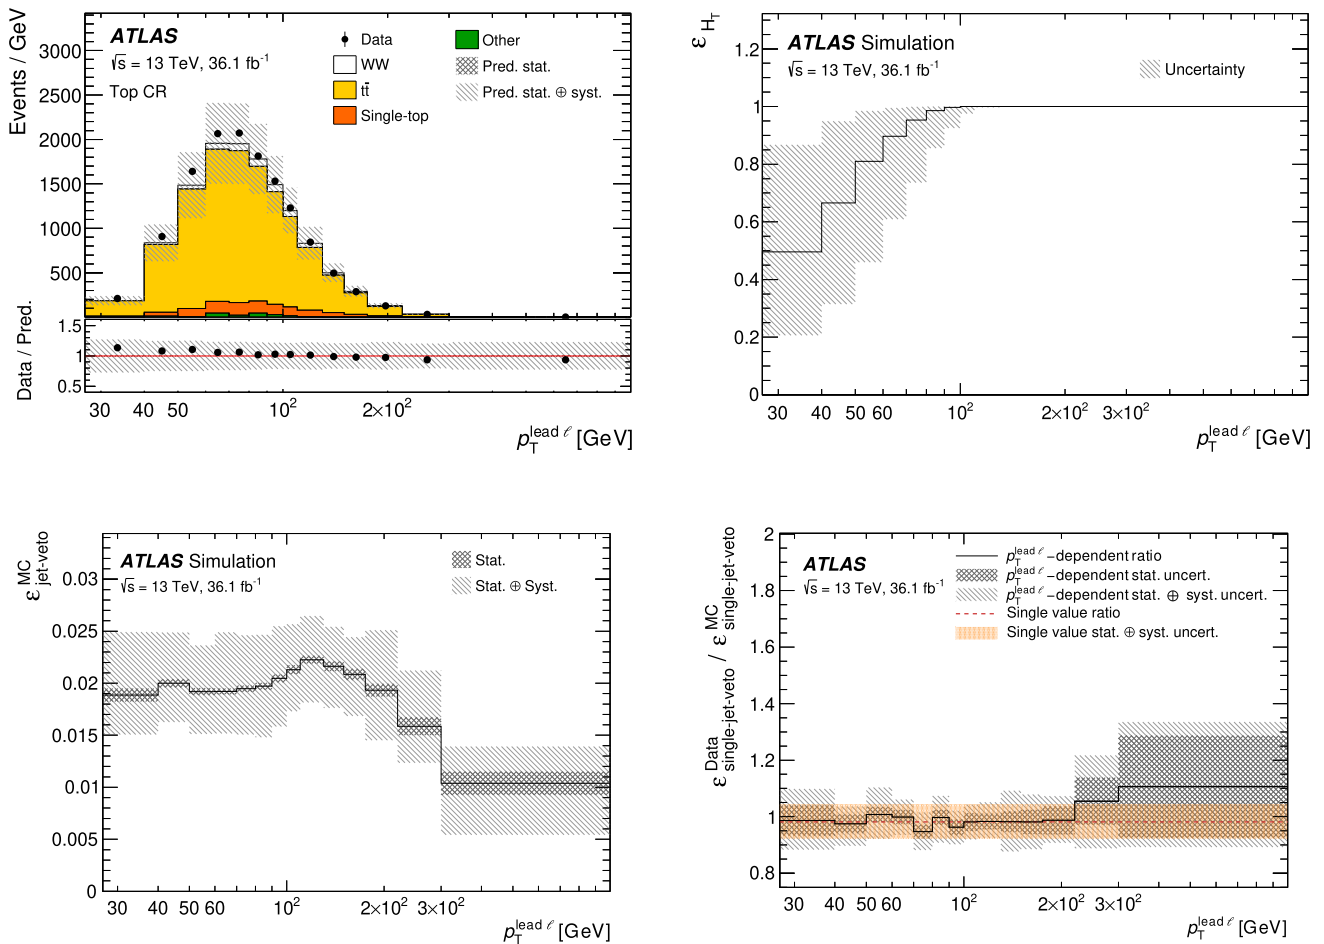 Events / GeV
3000
2500
2000
1500
1000
500
ATLAS
√s = 13 TeV, 36.1 fb⁻¹
Top CR
Data
WW
tt̄
Single-top
Other
Pred. stat.
Pred. stat. ⊕ syst.
Data / Pred.
1.5
1
0.5
30 40 50 10² 2×10²
p_T^{lead ℓ} [GeV]
ε_{H_T}
1.2
1
0.8
0.6
0.4
0.2
0
ATLAS Simulation
√s = 13 TeV, 36.1 fb⁻¹
Uncertainty
30 40 50 60 10² 2×10² 3×10²
p_T^{lead ℓ} [GeV]
ε^{MC}_{jet-veto}
0.03
0.025
0.02
0.015
0.01
0.005
0
ATLAS Simulation
√s = 13 TeV, 36.1 fb⁻¹
Stat.
Stat. ⊕ Syst.
30 40 50 60 10² 2×10² 3×10²
p_T^{lead ℓ} [GeV]
ε^{Data}_{single-jet-veto} / ε^{MC}_{single-jet-veto}
2
1.8
1.6
1.4
1.2
1
0.8
ATLAS
√s = 13 TeV, 36.1 fb⁻¹
p_T^{lead ℓ}−dependent ratio
p_T^{lead ℓ}−dependent stat. uncert.
p_T^{lead ℓ}−dependent stat. ⊕ syst. uncert.
Single value ratio
Single value stat. ⊕ syst. uncert.
30 40 50 60 10² 2×10² 3×10²
p_T^{lead ℓ} [GeV]